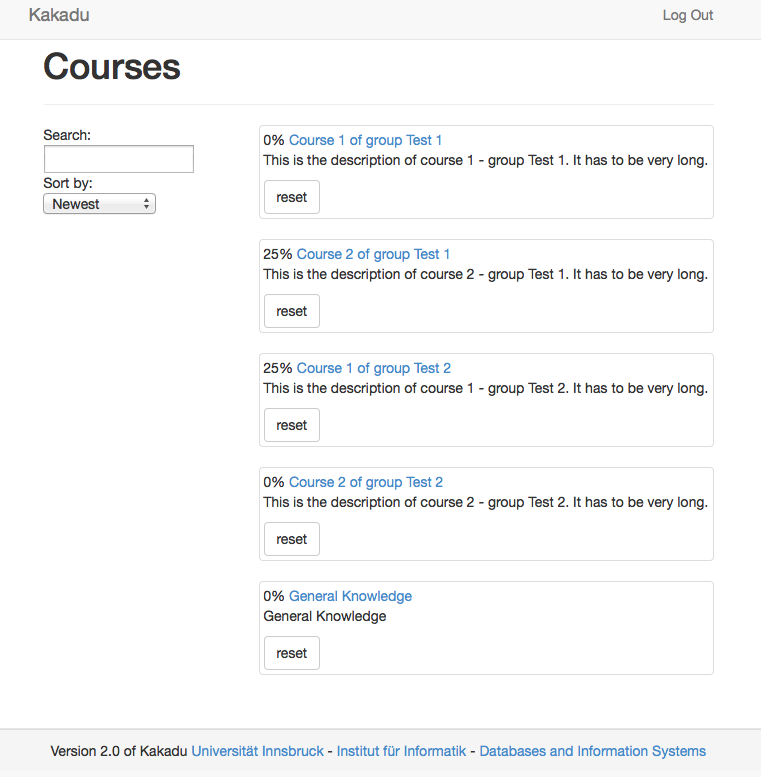 Kakadu
Log Out
Courses
Search:
Sort by:
Newest
0% Course 1 of group Test 1
This is the description of course 1 - group Test 1. It has to be very long.
reset
25% Course 2 of group Test 1
This is the description of course 2 - group Test 1. It has to be very long.
reset
25% Course 1 of group Test 2
This is the description of course 1 - group Test 2. It has to be very long.
reset
0% Course 2 of group Test 2
This is the description of course 2 - group Test 2. It has to be very long.
reset
0% General Knowledge
General Knowledge
reset
Version 2.0 of Kakadu Universität Innsbruck - Institut für Informatik - Databases and Information Systems